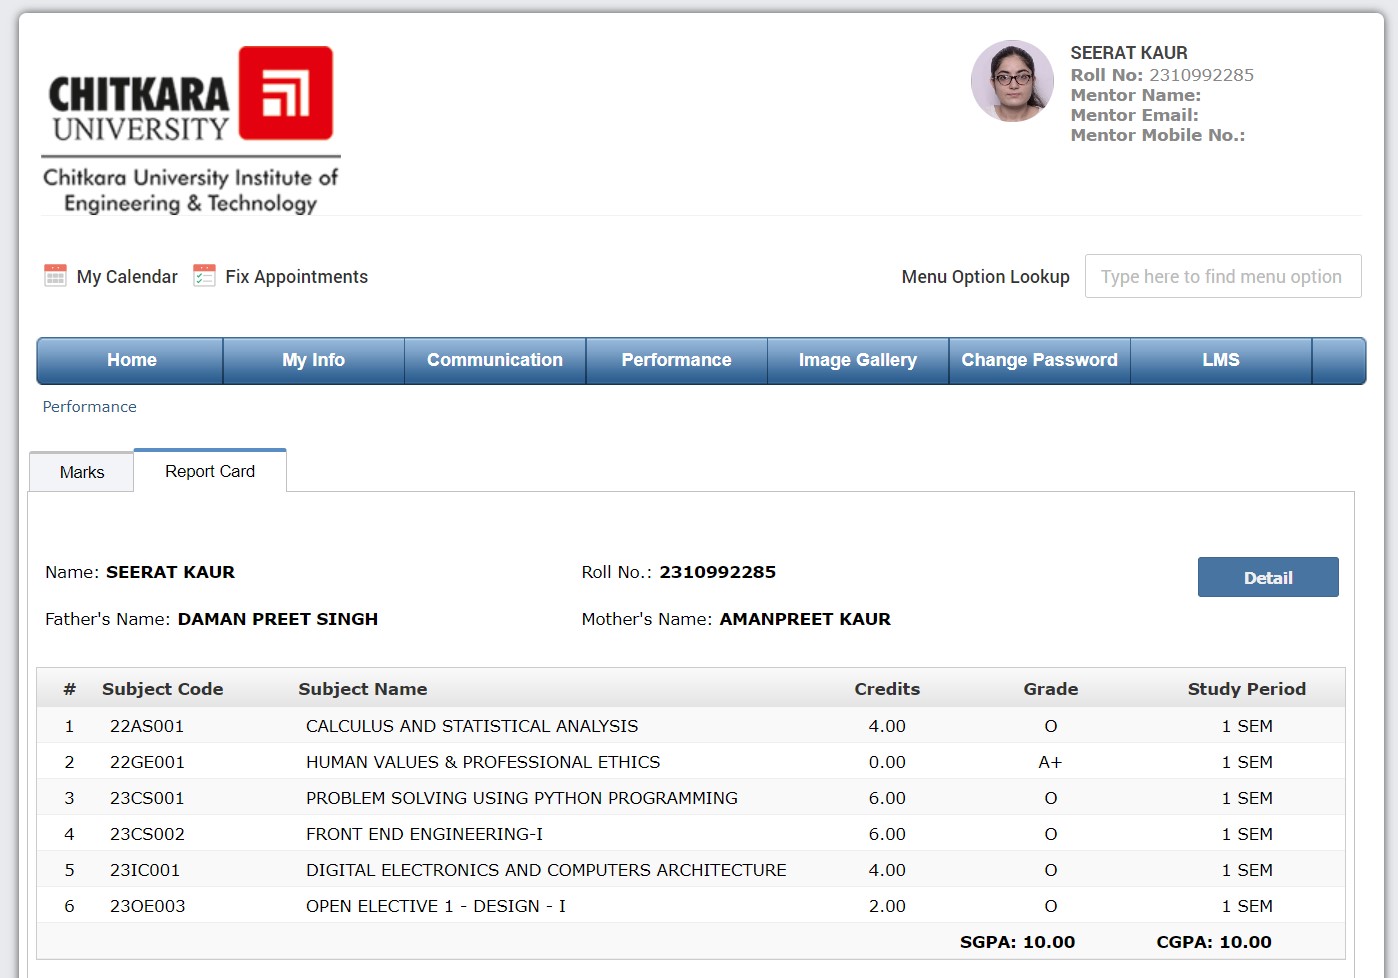 CHITKARA
UNIVERSITY
Chitkara University Institute of
Engineering & Technology
SEERAT KAUR
Roll No: 2310992285
Mentor Name:
Mentor Email:
Mentor Mobile No.:
My Calendar Fix Appointments Menu Option Lookup Type here to find menu option
Home My Info Communication Performance Image Gallery Change Password LMS
Performance
Marks Report Card
Name: SEERAT KAUR Roll No.: 2310992285 Detail
Father's Name: DAMAN PREET SINGH Mother's Name: AMANPREET KAUR
# Subject Code Subject Name Credits Grade Study Period
1 22AS001 CALCULUS AND STATISTICAL ANALYSIS 4.00 O 1 SEM
2 22GE001 HUMAN VALUES & PROFESSIONAL ETHICS 0.00 A+ 1 SEM
3 23CS001 PROBLEM SOLVING USING PYTHON PROGRAMMING 6.00 O 1 SEM
4 23CS002 FRONT END ENGINEERING-I 6.00 O 1 SEM
5 23IC001 DIGITAL ELECTRONICS AND COMPUTERS ARCHITECTURE 4.00 O 1 SEM
6 23OE003 OPEN ELECTIVE 1 - DESIGN - I 2.00 O 1 SEM
SGPA: 10.00 CGPA: 10.00